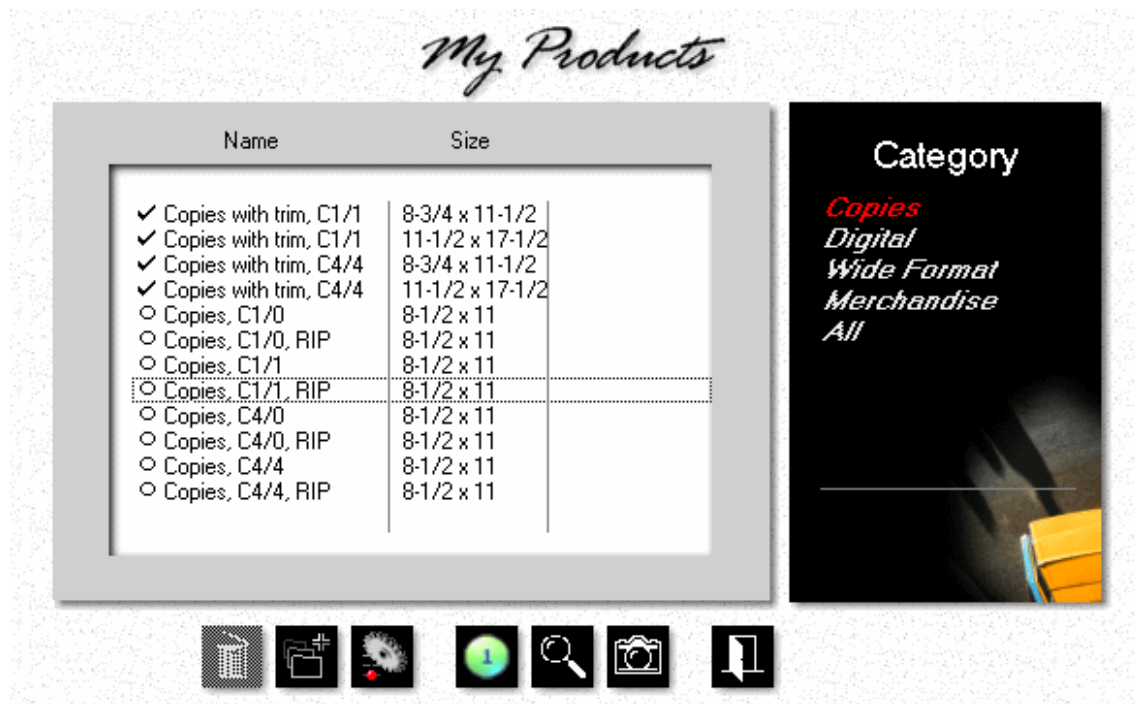 My Products
Name Size
Copies with trim, C1/1 8-3/4 x 11-1/2
Copies with trim, C1/1 11-1/2 x 17-1/2
Copies with trim, C4/4 8-3/4 x 11-1/2
Copies with trim, C4/4 11-1/2 x 17-1/2
Copies, C1/0 8-1/2 x 11
Copies, C1/0, RIP 8-1/2 x 11
Copies, C1/1 8-1/2 x 11
Copies, C1/1, RIP 8-1/2 x 11
Copies, C4/0 8-1/2 x 11
Copies, C4/0, RIP 8-1/2 x 11
Copies, C4/4 8-1/2 x 11
Copies, C4/4, RIP 8-1/2 x 11
Category
Copies
Digital
Wide Format
Merchandise
All
1